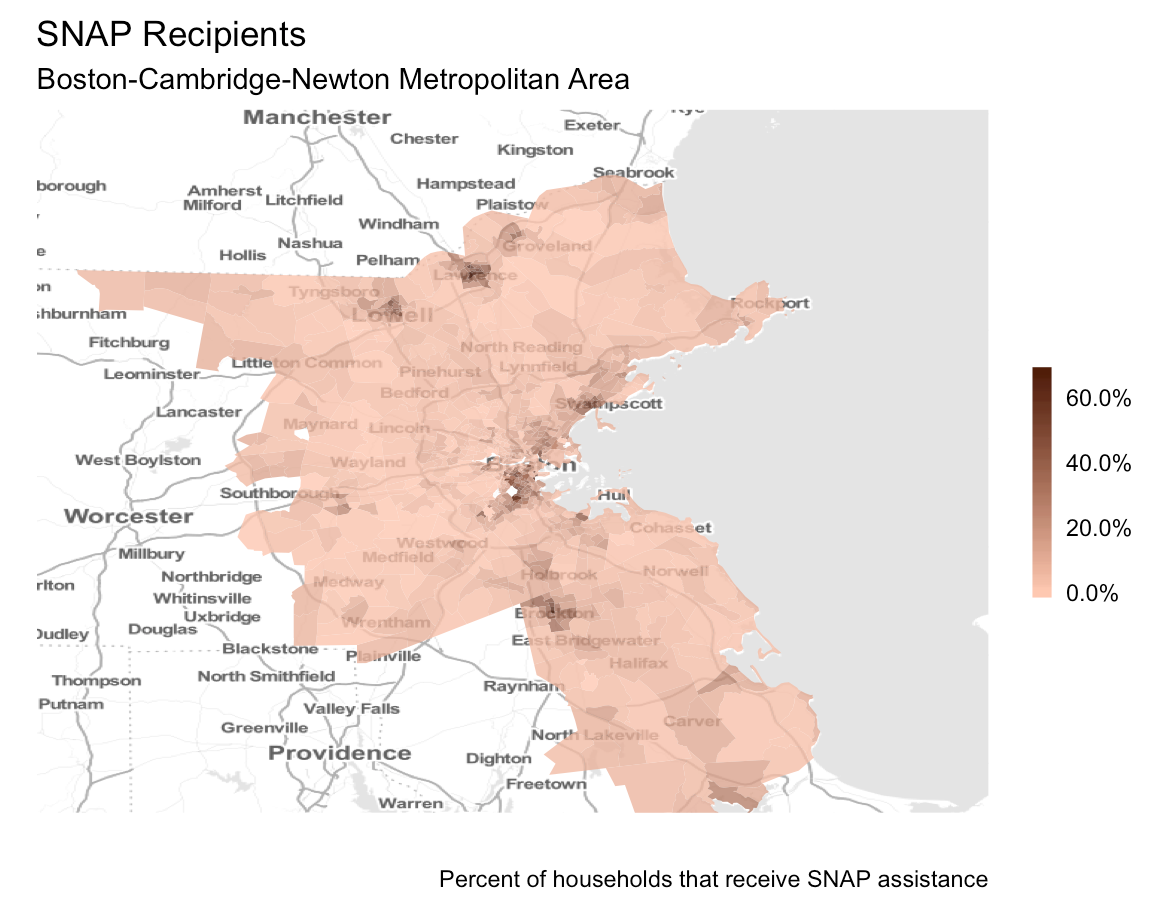 SNAP Recipients
Boston-Cambridge-Newton Metropolitan Area
Manchester
Exeter
Chester
Kingston
Seabrook
borough
Amherst
Hampstead
Milford
Litchfield
Plaistow
Windham
Nashua
Groveland
Hollis
Pelham
Lawrence
Tyngsboro
Rockport
shburnham
Lowell
Fitchburg
North Reading
Littleton Common
Pinehurst
Lynnfield
Leominster
Bedford
60.0%
Swampscott
Lancaster
Maynard
Lincoln
West Boylston
Wayland
Boston
40.0%
Southborough
Hull
Worcester
Cohasset
20.0%
Westwood
Millbury
Medfield
Northbridge
Holbrook
Norwell
rlton
Medway
0.0%
Whitinsville
Uxbridge
Brockton
Douglas
Wrentham
Dudley
East Bridgewater
Blackstone
Plainville
Halifax
Thompson
North Smithfield
Raynham
Putnam
Valley Falls
Carver
Greenville
North Lakeville
Providence
Dighton
Freetown
Warren
Percent of households that receive SNAP assistance